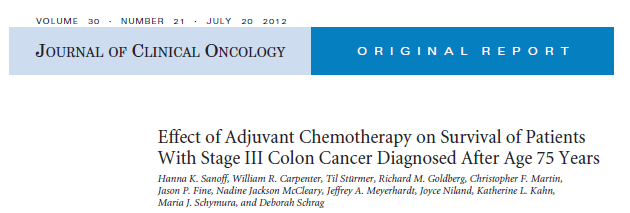 VOLUME 30 · NUMBER 21 · JULY 20 2012
JOURNAL OF CLINICAL ONCOLOGY
ORIGINAL REPORT
Effect of Adjuvant Chemotherapy on Survival of Patients
With Stage III Colon Cancer Diagnosed After Age 75 Years
Hanna K. Sanoff, William R. Carpenter, Til Stürmer, Richard M. Goldberg, Christopher F. Martin,
Jason P. Fine, Nadine Jackson McCleary, Jeffrey A. Meyerhardt, Joyce Niland, Katherine L. Kahn,
Maria J. Schymura, and Deborah Schrag